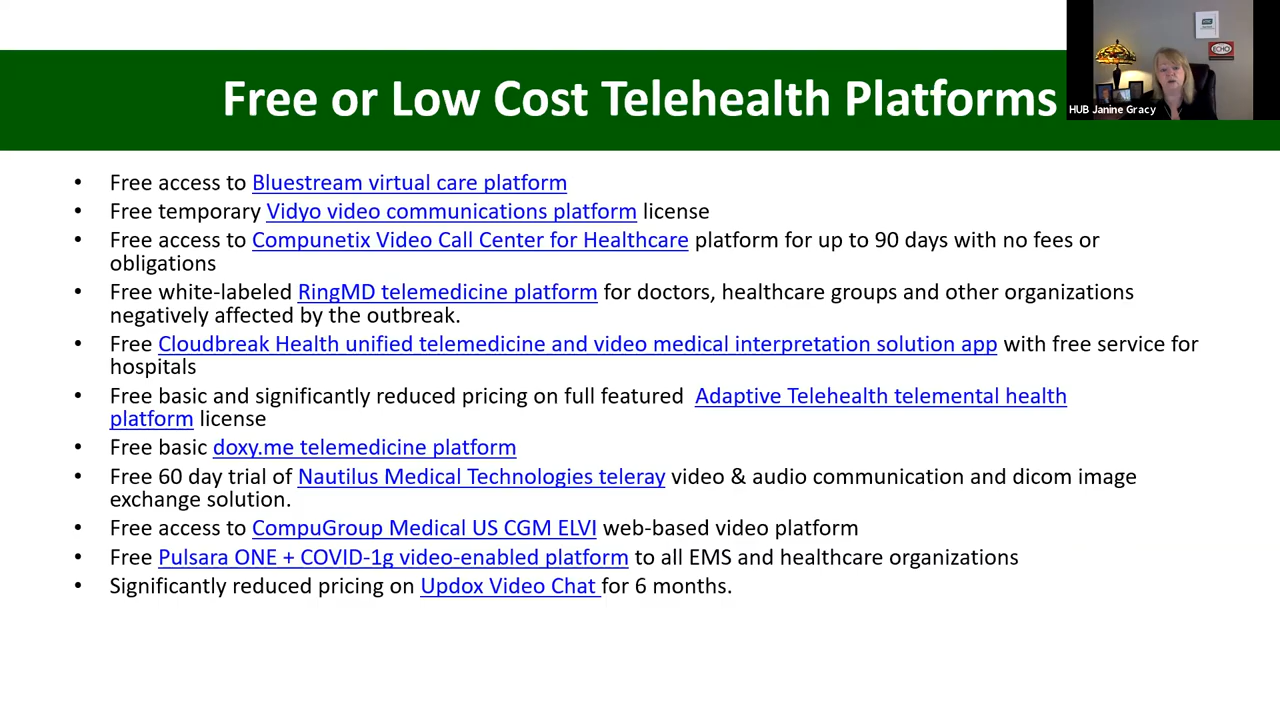 Free or Low Cost Telehealth Platforms
ECHO
HUB Janine Gracy
• Free access to Bluestream virtual care platform
• Free temporary Vidyo video communications platform license
• Free access to Compunetix Video Call Center for Healthcare platform for up to 90 days with no fees or
obligations
• Free white-labeled RingMD telemedicine platform for doctors, healthcare groups and other organizations
negatively affected by the outbreak.
• Free Cloudbreak Health unified telemedicine and video medical interpretation solution app with free service for
hospitals
• Free basic and significantly reduced pricing on full featured Adaptive Telehealth telemental health
platform license
• Free basic doxy.me telemedicine platform
• Free 60 day trial of Nautilus Medical Technologies teleray video & audio communication and dicom image
exchange solution.
• Free access to CompuGroup Medical US CGM ELVI web-based video platform
• Free Pulsara ONE + COVID-1g video-enabled platform to all EMS and healthcare organizations
• Significantly reduced pricing on Updox Video Chat for 6 months.